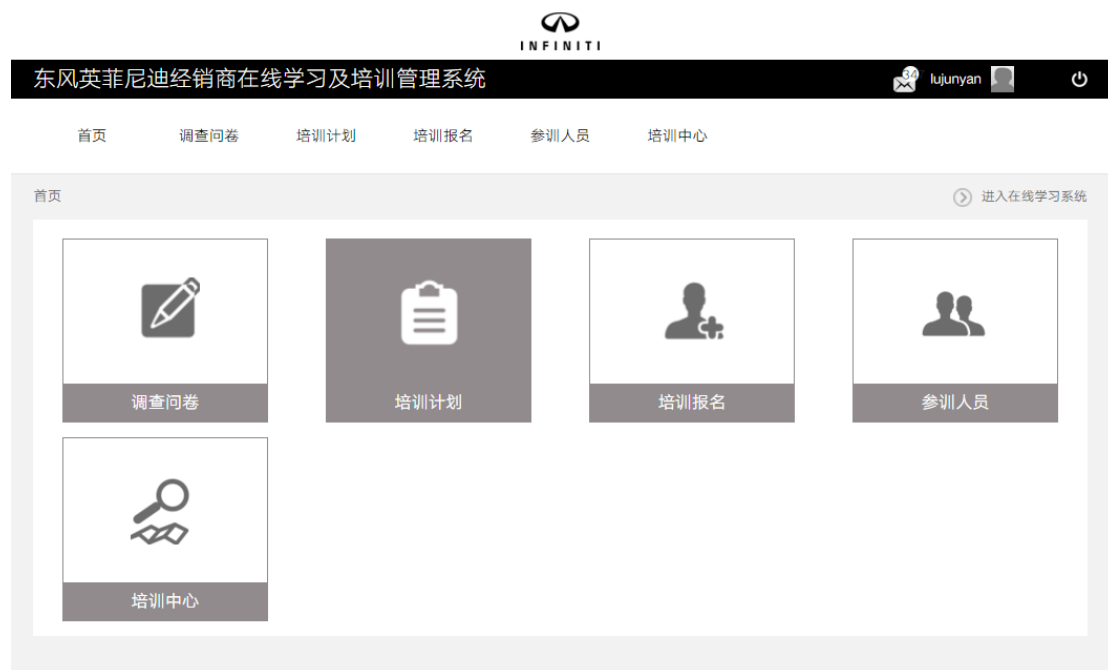 INFINITI
东风英菲尼迪经销商在线学习及培训管理系统 34 lujunyan
首页 调查问卷 培训计划 培训报名 参训人员 培训中心
首页 进入在线学习系统
调查问卷 培训计划 培训报名 参训人员
培训中心